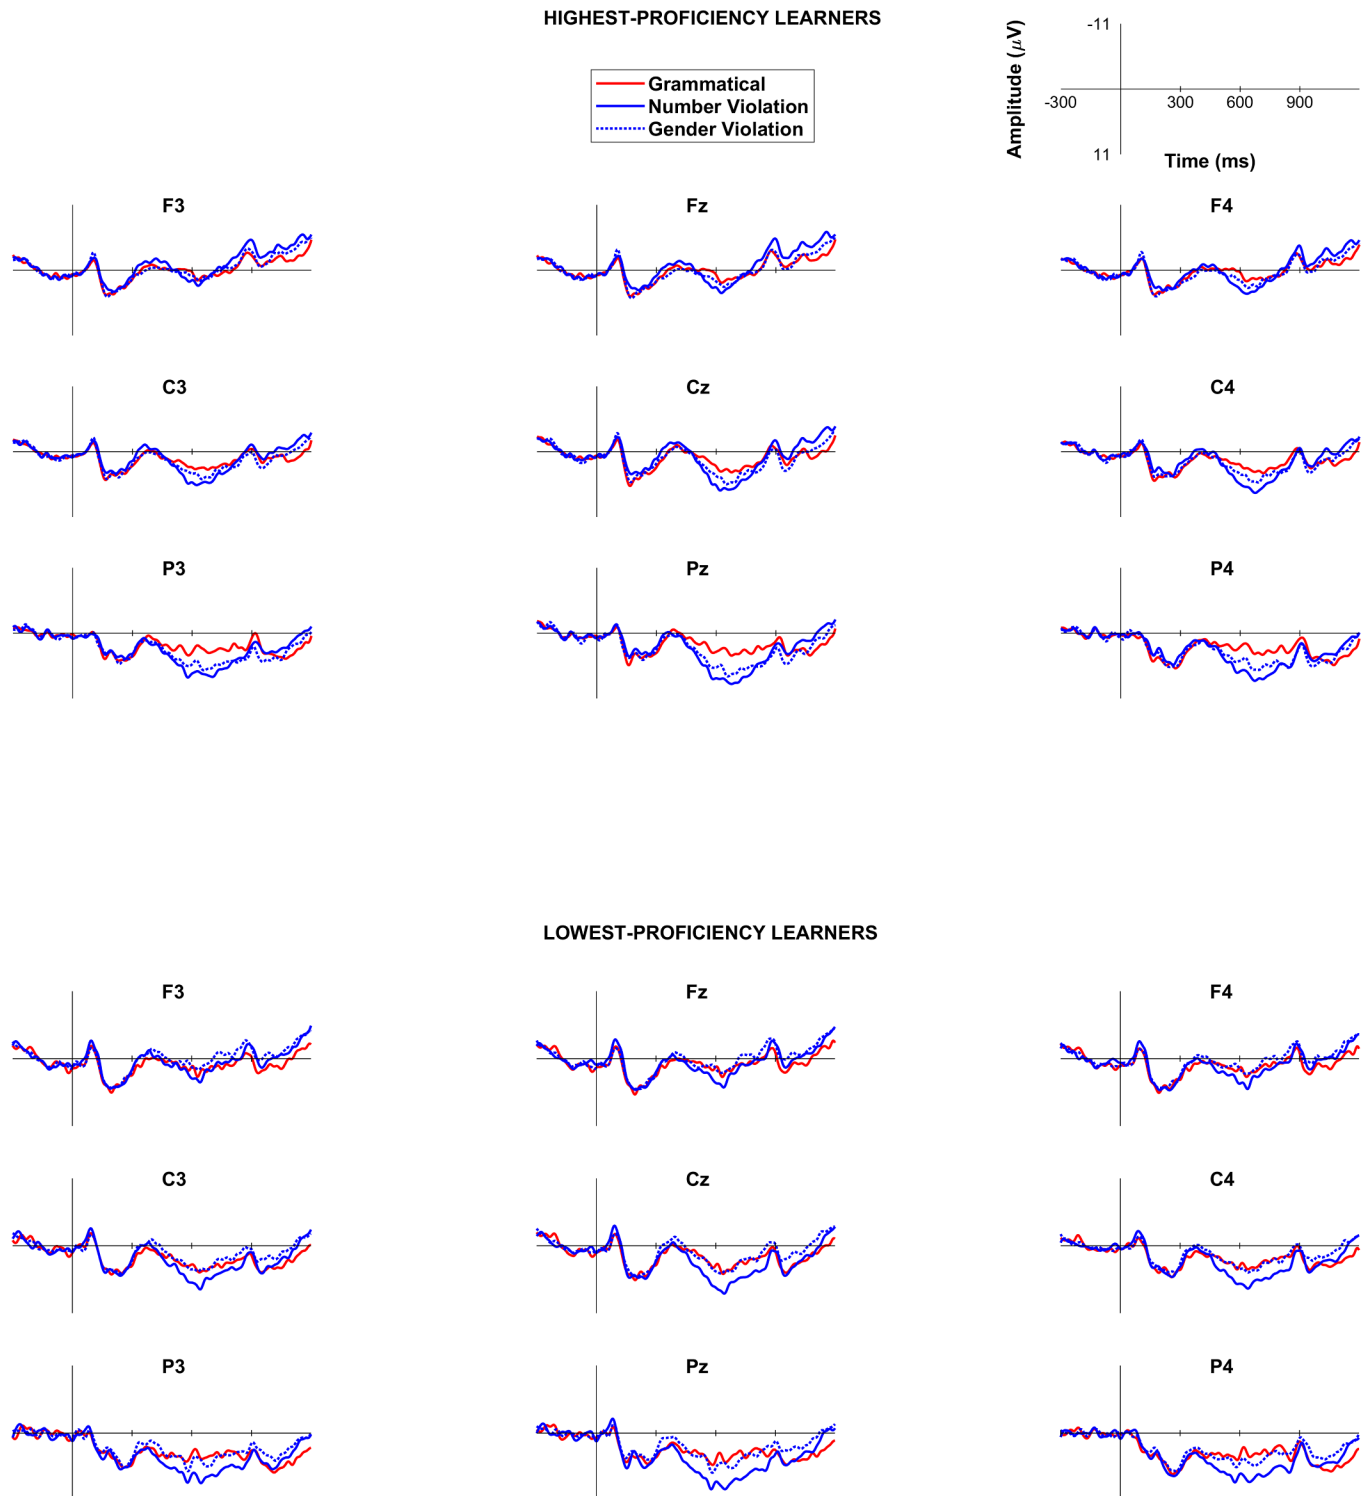 HIGHEST-PROFICIENCY LEARNERS
Grammatical
Number Violation
Gender Violation
Amplitude (μV)
-11
-300 300 600 900
11
Time (ms)
F3 Fz F4
C3 Cz C4
P3 Pz P4
LOWEST-PROFICIENCY LEARNERS
F3 Fz F4
C3 Cz C4
P3 Pz P4